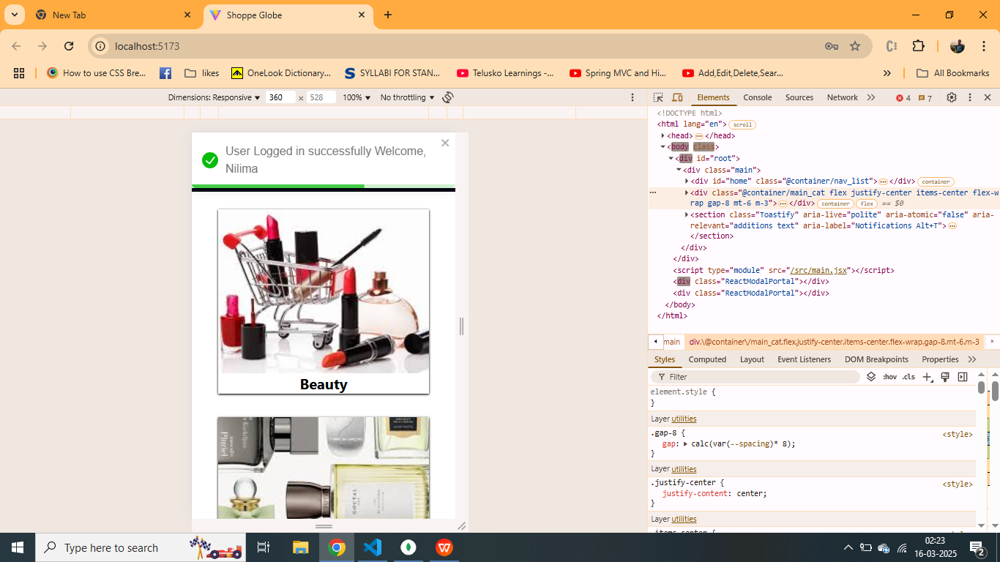 New Tab
Shoppe Globe
localhost:5173
How to use CSS Bre...
likes
OneLook Dictionary...
SYLLABI FOR STAN...
Telusko Learnings -...
Spring MVC and Hi...
Add,Edit,Delete,Sear...
All Bookmarks
Dimensions: Responsive
360
×
528
100%
No throttling
User Logged in successfully Welcome,
Nilima
Beauty
Elements
Console
Sources
Network
4
7
<!DOCTYPE html>
<html lang="en"> scroll
<head> </head>
<body class>
<div id="root">
<div class="main">
<div id="home" class="@container/nav_list"> </div> container
<div class="@container/main_cat flex justify-center items-center flex-w
rap gap-8 mt-6 m-3"> </div> container flex == $0
<section class="Toastify" aria-live="polite" aria-atomic="false" aria-
relevant="additions text" aria-label="Notifications Alt+T">
</section>
</div>
</div>
<script type="module" src="/src/main.jsx"></script>
<div class="ReactModalPortal"></div>
<div class="ReactModalPortal"></div>
</body>
</html>
main
div.\@container\/main_cat.flex.justify-center.items-center.flex-wrap.gap-8.mt-6.m-3
Styles
Computed
Layout
Event Listeners
DOM Breakpoints
Properties
Filter
:hov
.cls
element.style {
}
Layer utilities
.gap-8 {
<style>
gap: calc(var(--spacing)* 8);
}
Layer utilities
.justify-center {
<style>
justify-content: center;
}
Layer utilities
Type here to search
02:23
16-03-2025
2